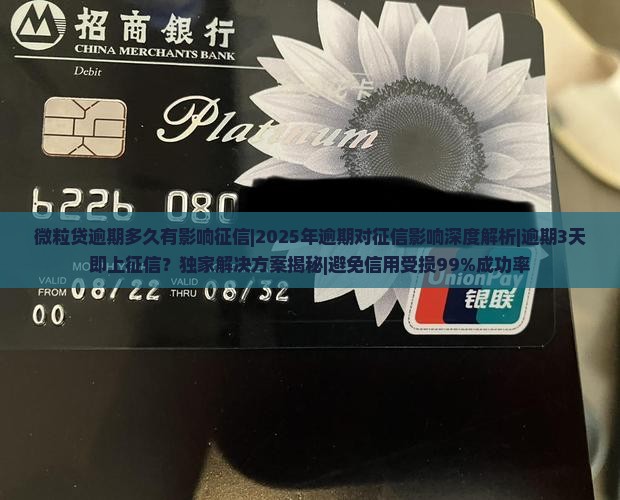 招商銀行
CHINA MERCHANTS BANK
Debit
Platinum
6226 080
微粒贷逾期多久有影响征信|2025年逾期对征信影响深度解析|逾期3天
即上征信？独家解决方案揭秘|避免信用受损99%成功率
VALID
FROM 08/22
VALID
THRU 08/32
UnionPay
银联
00